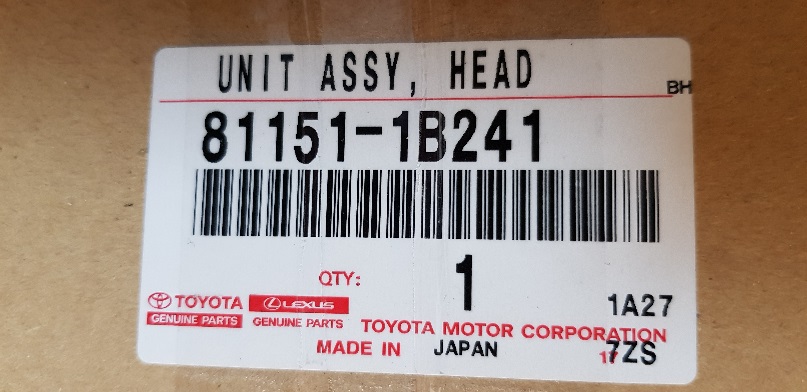 UNIT ASSY, HEAD
BH
81151-1B241
QTY: 1
TOYOTA LEXUS 1A27
GENUINE PARTS GENUINE PARTS TOYOTA MOTOR CORPORATION
MADE IN JAPAN 7ZS